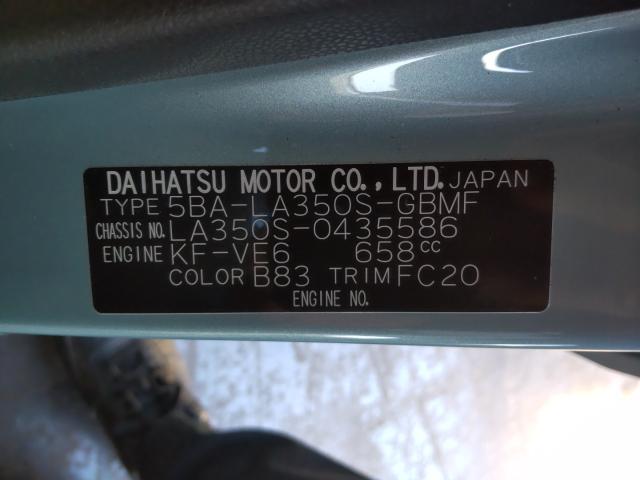 DAIHATSU MOTOR CO.,LTD. JAPAN
TYPE 5BA-LA350S-GBMF
CHASSIS NO. LA350S-0435586
ENGINE KF-VE6 658cc
COLOR B83 TRIM FC20
ENGINE NO.